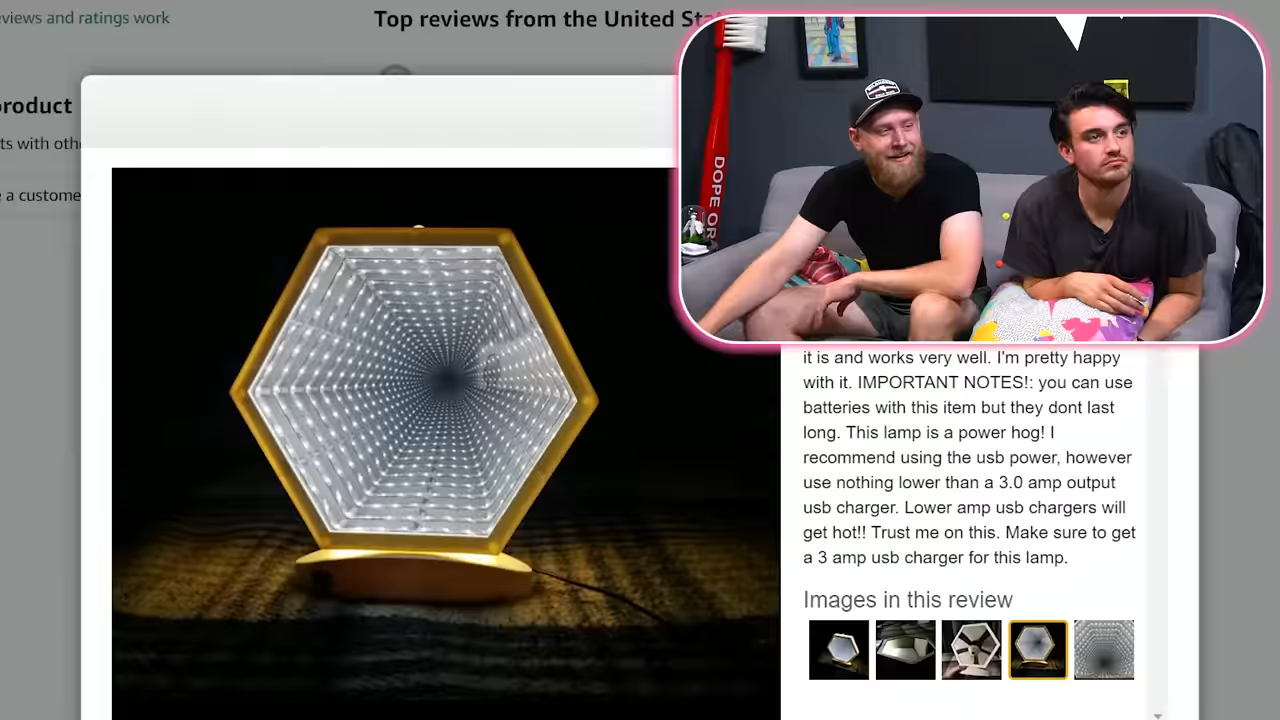 eviews and ratings work
Top reviews from the United St
product
ts with oth
e a custome
DOPE OR
it is and works very well. I'm pretty happy
with it. IMPORTANT NOTES!: you can use
batteries with this item but they dont last
long. This lamp is a power hog! I
recommend using the usb power, however
use nothing lower than a 3.0 amp output
usb charger. Lower amp usb chargers will
get hot!! Trust me on this. Make sure to get
a 3 amp usb charger for this lamp.
Images in this review